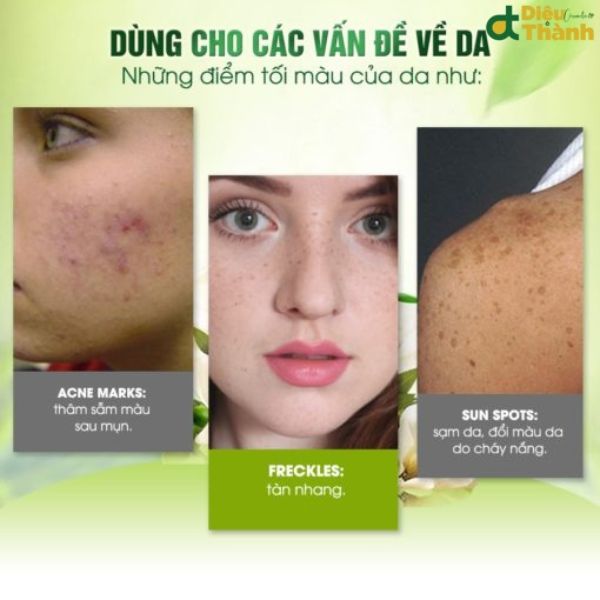 Diệu
Cosmetic
Thành
DÙNG CHO CÁC VẤN ĐỀ VỀ DA
Những điểm tối màu của da như:
ACNE MARKS:
thâm sẫm màu
sau mụn.
FRECKLES:
tàn nhang.
SUN SPOTS:
sạm da, đổi màu da
do cháy nắng.